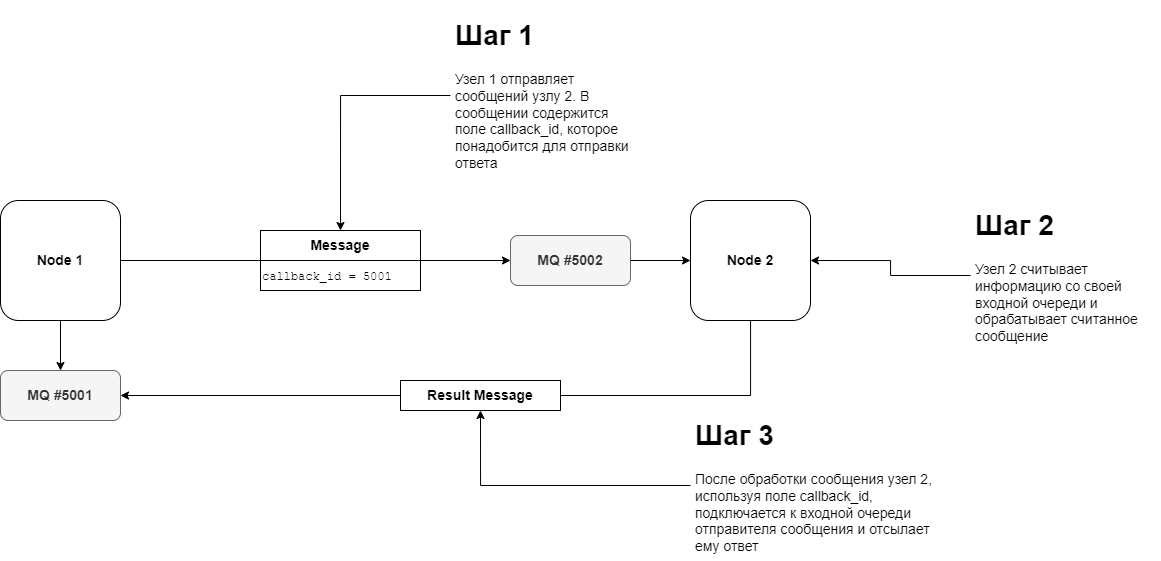 Шаг 1
Узел 1 отправляет
сообщений узлу 2. В
сообщении содержится
поле callback_id, которое
понадобится для отправки
ответа
Node 1
Message
callback_id = 5001
MQ #5002
Node 2
Шаг 2
Узел 2 считывает
информацию со своей
входной очереди и
обрабатывает считанное
сообщение
MQ #5001
Result Message
Шаг 3
После обработки сообщения узел 2,
используя поле callback_id,
подключается к входной очереди
отправителя сообщения и отсылает
ему ответ